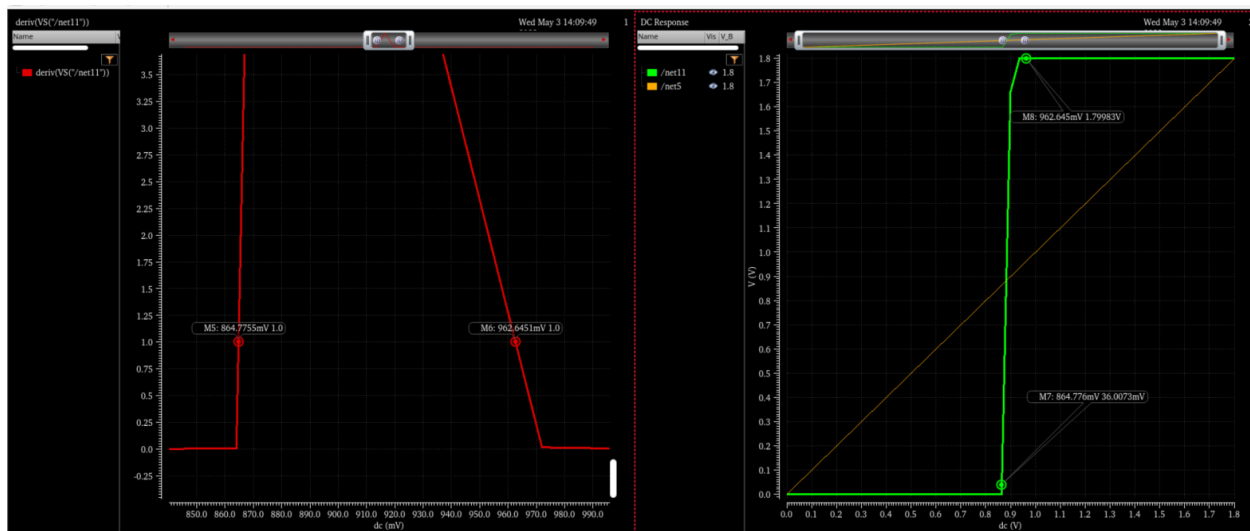 deriv(VS("/net11"))
Wed May 3 14:09:49
1
Name
deriv(VS("/net11"))
3.5
3.25
3.0
2.75
2.5
2.25
2.0
1.75
1.5
1.25
1.0
0.75
0.5
0.25
0.0
-0.25
M5: 864.7755mV 1.0
M6: 962.6451mV 1.0
850.0 860.0 870.0 880.0 890.0 900.0 910.0 920.0 930.0 940.0 950.0 960.0 970.0 980.0 990.0
dc (mV)
DC Response
Wed May 3 14:09:49
1
Name Vis V_B
/net11 1.8
/net5 1.8
V (V)
1.8
1.7
1.6
1.5
1.4
1.3
1.2
1.1
1.0
0.9
0.8
0.7
0.6
0.5
0.4
0.3
0.2
0.1
0.0
M8: 962.645mV 1.79983V
M7: 864.776mV 36.0073mV
0.0 0.1 0.2 0.3 0.4 0.5 0.6 0.7 0.8 0.9 1.0 1.1 1.2 1.3 1.4 1.5 1.6 1.7 1.8
dc (V)